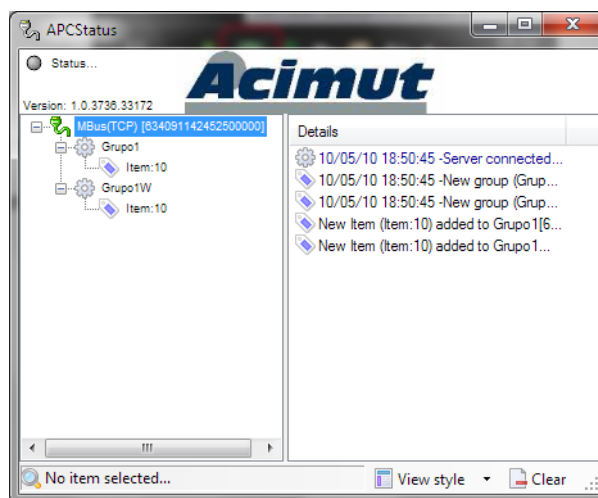 APCStatus
Status...
Acimut
Version: 1.0.3736.33172
MBus(TCP) [634091142452500000]
Grupo1
Item:10
Grupo1W
Item:10
Details
10/05/10 18:50:45 -Server connected...
10/05/10 18:50:45 -New group (Grup...
10/05/10 18:50:45 -New group (Grup...
New Item (Item:10) added to Grupo1[6...
New Item (Item:10) added to Grupo1...
No item selected...
View style
Clear